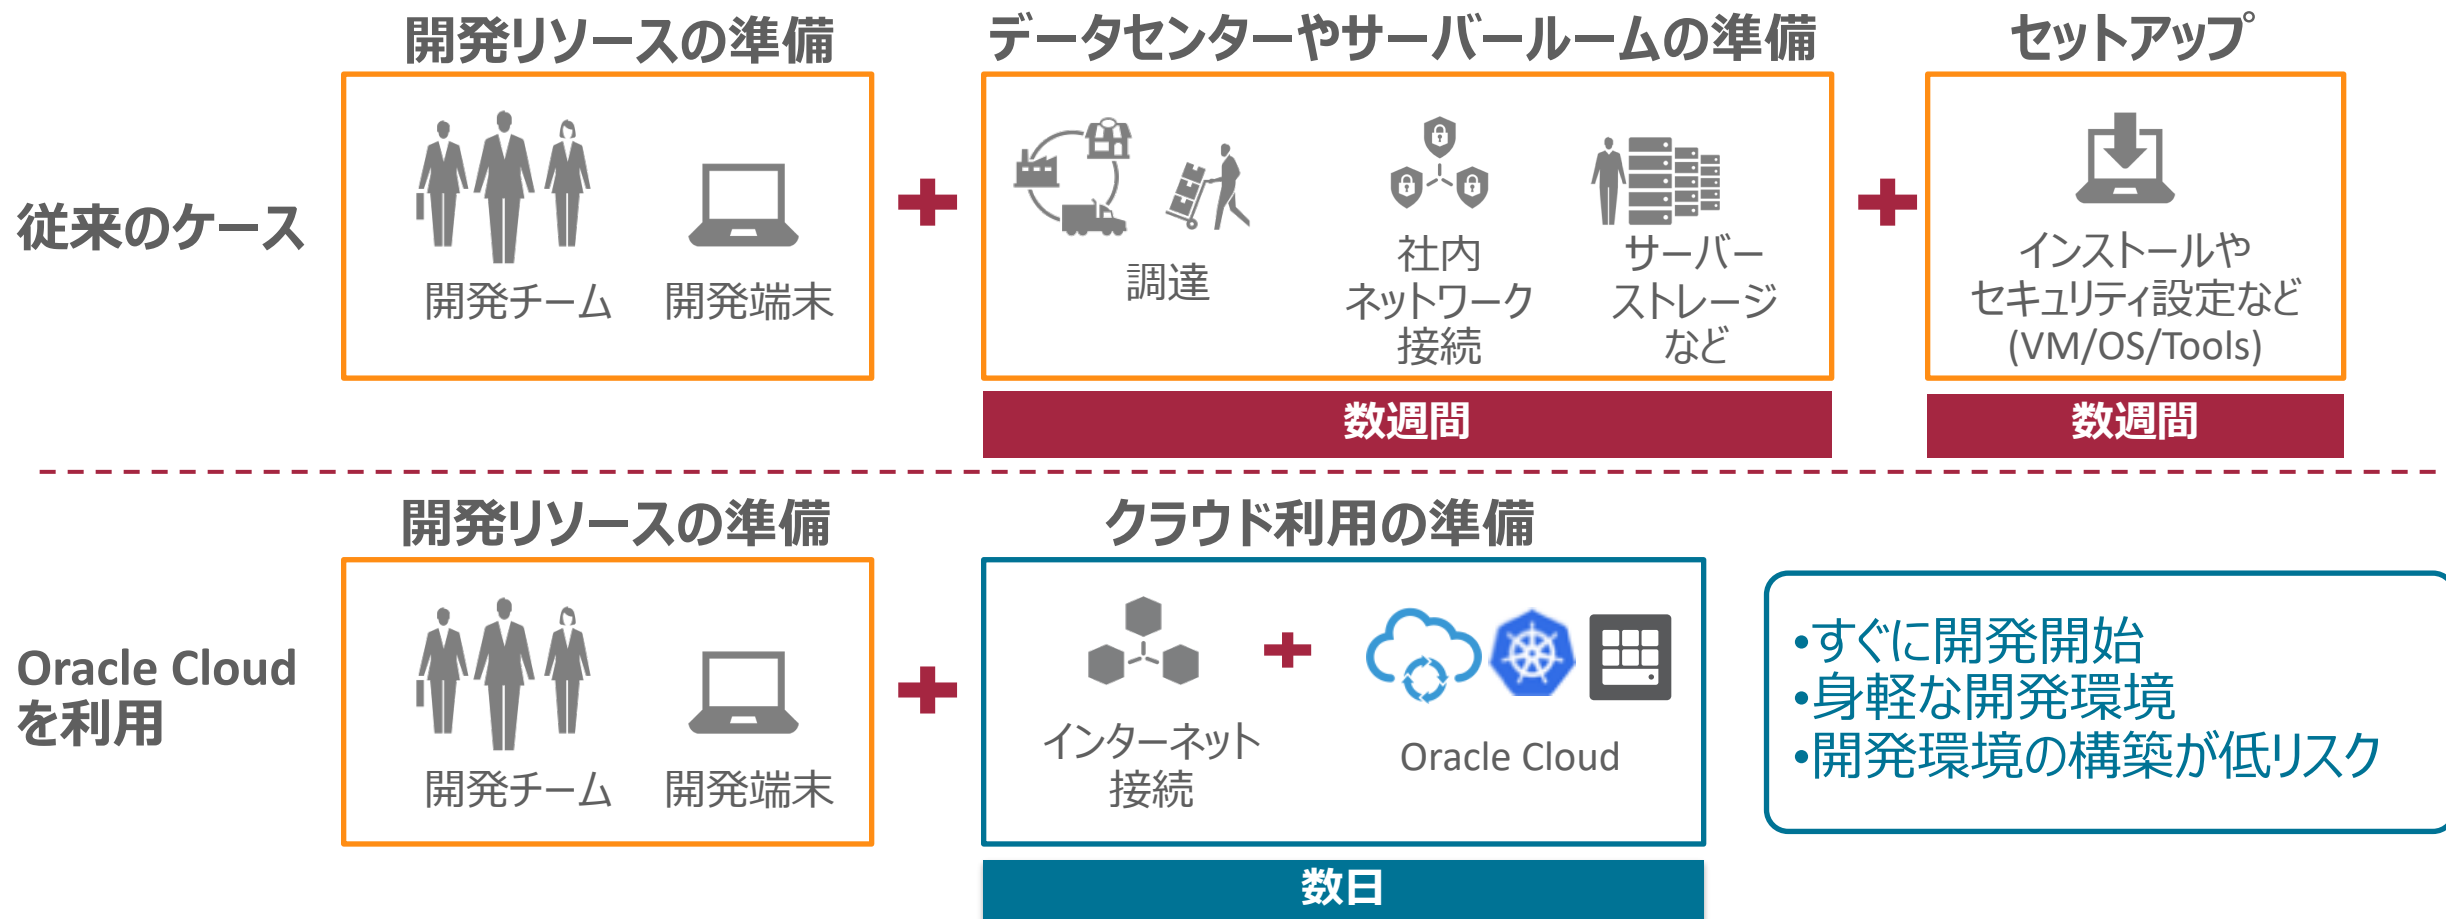 開発リソースの準備
データセンターやサーバールームの準備
セットアップ
従来のケース
開発チーム
開発端末
調達
社内
ネットワーク
接続
サーバー
ストレージ
など
インストールや
セキュリティ設定など
(VM/OS/Tools)
数週間
数週間
開発リソースの準備
クラウド利用の準備
Oracle Cloud
を利用
開発チーム
開発端末
インターネット
接続
Oracle Cloud
•すぐに開発開始
•身軽な開発環境
•開発環境の構築が低リスク
数日